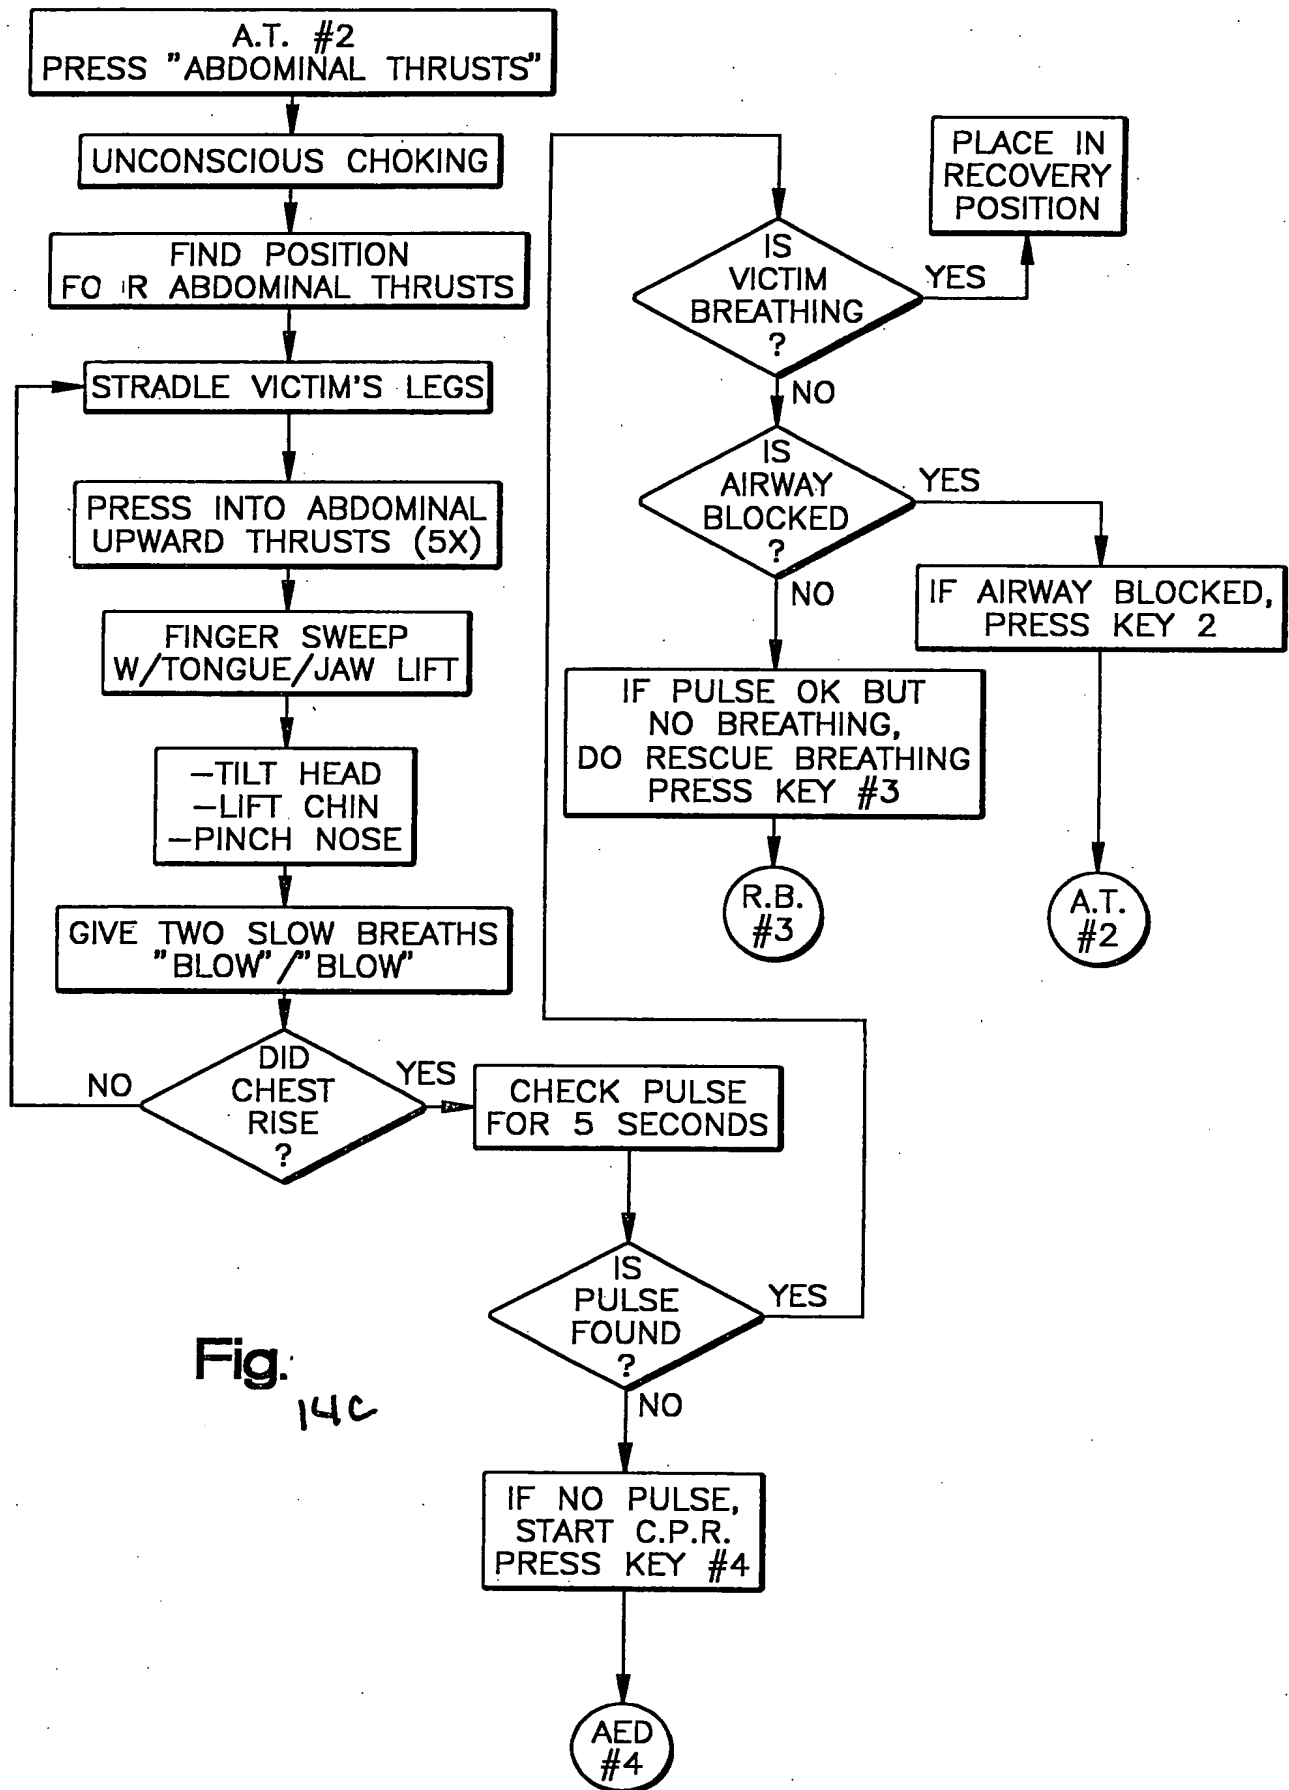 A.T. #2
PRESS "ABDOMINAL THRUSTS"
UNCONSCIOUS CHOKING
FIND POSITION
FO R ABDOMINAL THRUSTS
STRADLE VICTIM'S LEGS
PRESS INTO ABDOMINAL
UPWARD THRUSTS (5X)
FINGER SWEEP
W/TONGUE/JAW LIFT
-TILT HEAD
-LIFT CHIN
-PINCH NOSE
GIVE TWO SLOW BREATHS
"BLOW"/"BLOW"
DID
CHEST
RISE
?
NO
YES
CHECK PULSE
FOR 5 SECONDS
IS
PULSE
FOUND
?
YES
NO
IF NO PULSE,
START C.P.R.
PRESS KEY #4
AED
#4
IS
VICTIM
BREATHING
?
YES
PLACE IN
RECOVERY
POSITION
NO
IS
AIRWAY
BLOCKED
?
YES
IF AIRWAY BLOCKED,
PRESS KEY 2
A.T.
#2
NO
IF PULSE OK BUT
NO BREATHING,
DO RESCUE BREATHING
PRESS KEY #3
R.B.
#3
Fig.
14C